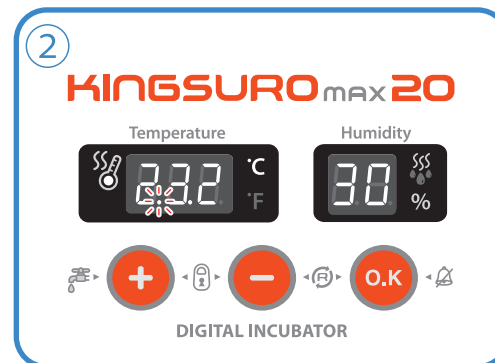 ②
KINGSURO max 20
Temperature Humidity
23.2 °C °F 30 %
+ − O.K
DIGITAL INCUBATOR